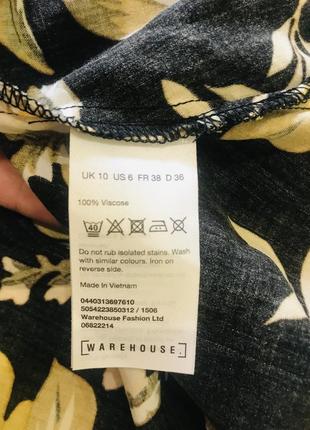 UK 10 US 6 FR 38 D 36
100% Viscose
40
Do not rub isolated stains. Wash
with similar colours. Iron on
reverse side.
Made In Vietnam
0440313697610
5054223850312 / 1506
Warehouse Fashion Ltd
06822214
WAREHOUSE